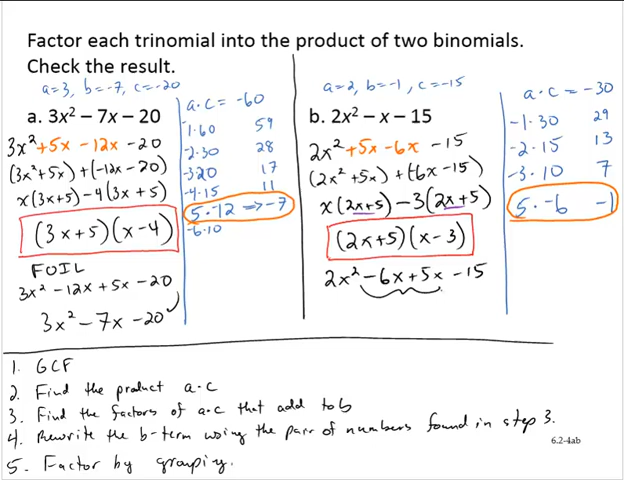 Factor each trinomial into the product of two binomials.
Check the result.
a=3, b=-7, c=-20
a. 3x² – 7x – 20
3x² +5x -12x -20
(3x²+5x) +(-12x -20)
x(3x+5) -4(3x+5)
(3x+5)(x-4)
FOIL
3x² -12x +5x -20
3x² -7x -20
a·c = -60
-1·60 59
-2·30 28
-3·20 17
-4·15 11
5·-12 => -7
-6·10
a=2, b=-1, c=-15
b. 2x² – x – 15
2x² +5x -6x -15
(2x²+5x) +(-6x -15)
x(2x+5) -3(2x+5)
(2x+5)(x-3)
2x² -6x +5x -15
a·c = -30
-1·30 29
-2·15 13
-3·10 7
5·-6 -1
1. GCF
2. Find the product a·c
3. Find the factors of a·c that add to b
4. Rewrite the b-term using the pair of numbers found in step 3.
5. Factor by grouping.
6.2-4ab